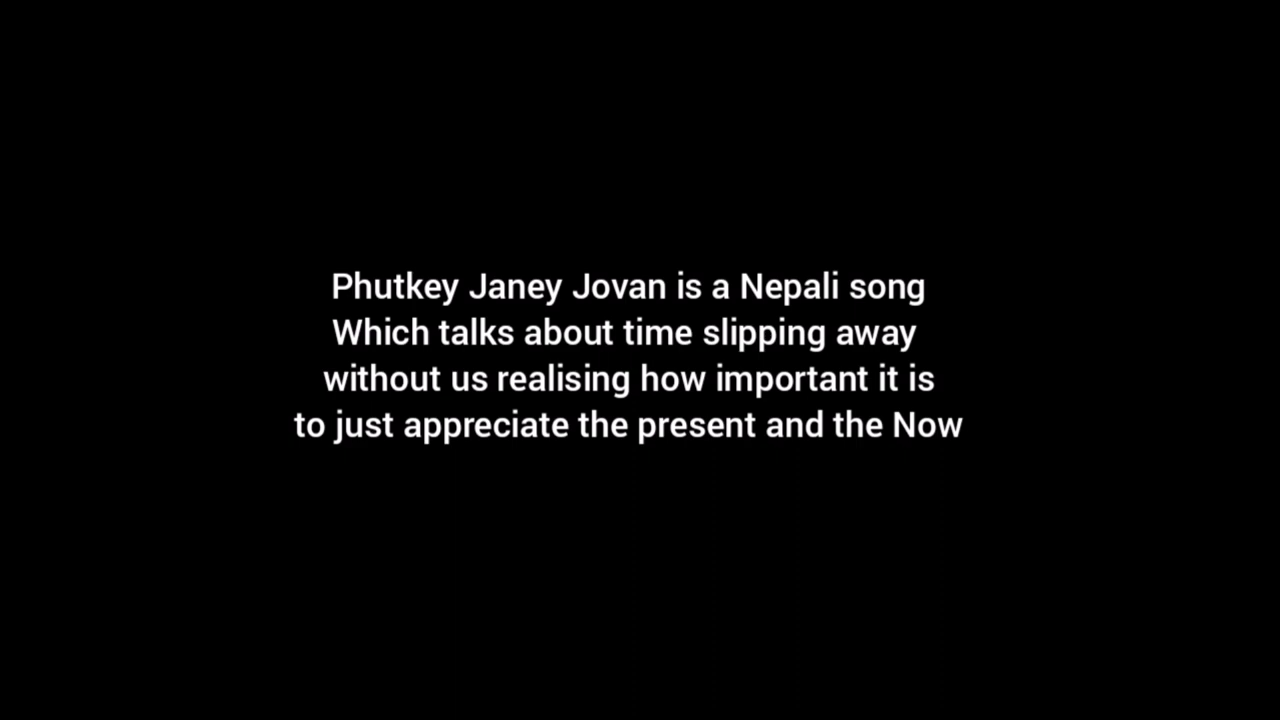 Phutkey Janey Jovan is a Nepali song
Which talks about time slipping away
without us realising how important it is
to just appreciate the present and the Now